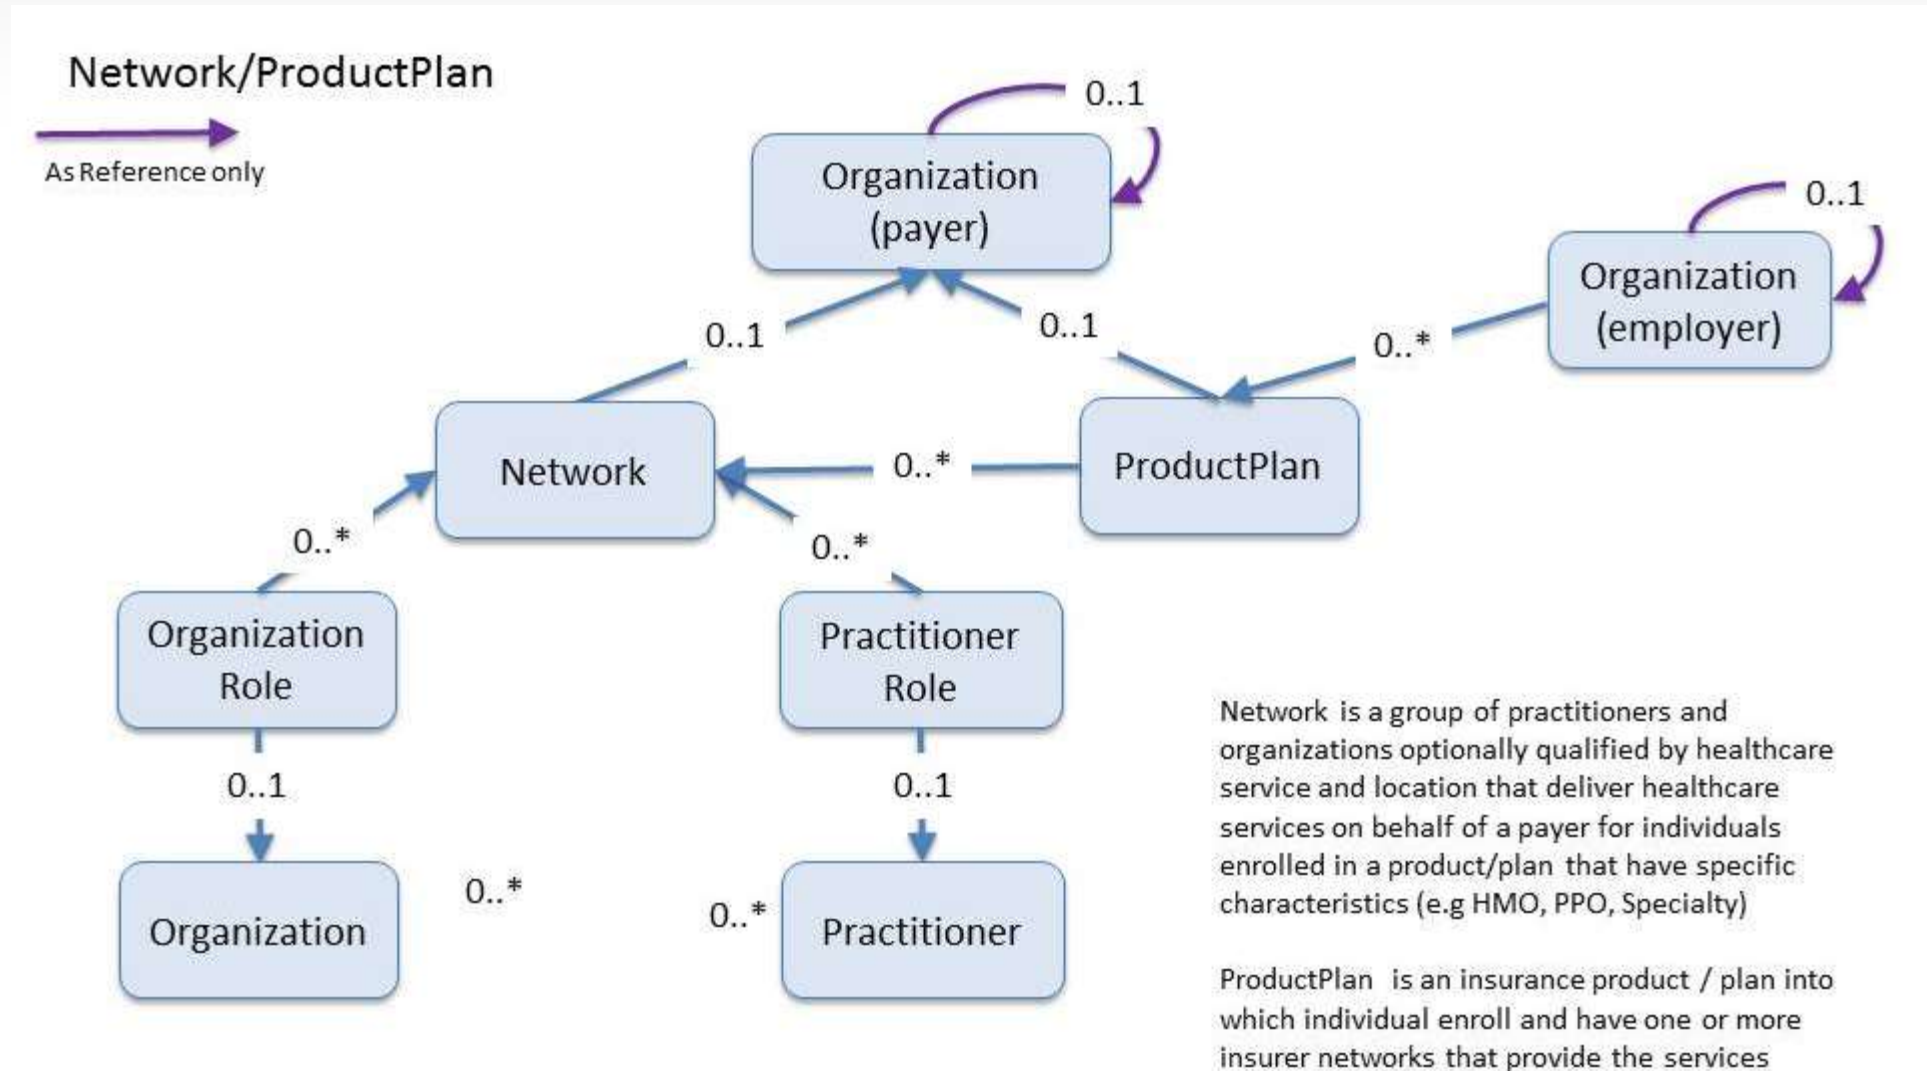 Network/ProductPlan
As Reference only
0..1
Organization
(payer)
0..1
Organization
(employer)
0..1
0..1
0..*
Network
0..*
ProductPlan
0..*
0..*
Organization
Role
Practitioner
Role
0..1
0..1
Organization
0..*
0..*
Practitioner
Network is a group of practitioners and
organizations optionally qualified by healthcare
service and location that deliver healthcare
services on behalf of a payer for individuals
enrolled in a product/plan that have specific
characteristics (e.g HMO, PPO, Specialty)
ProductPlan is an insurance product / plan into
which individual enroll and have one or more
insurer networks that provide the services